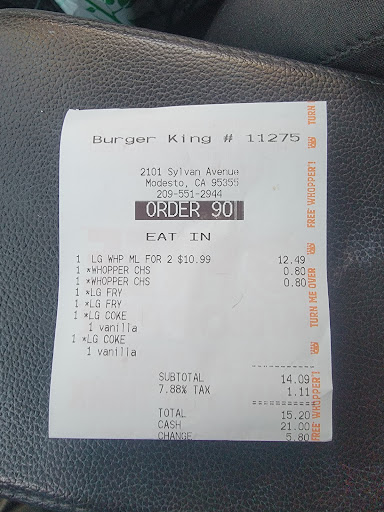 Burger King # 11275
2101 Sylvan Avenue
Modesto, CA 95355
209-551-2944
ORDER 90
EAT IN
1 LG WHP ML FOR 2 $10.99 12.49
1 *WHOPPER CHS 0.80
1 *WHOPPER CHS 0.80
1 *LG FRY
1 *LG FRY
1 *LG COKE
1 vanilla
1 *LG COKE
1 vanilla
SUBTOTAL 14.09
7.88% TAX 1.11
TOTAL 15.20
CASH 21.00
CHANGE 5.80
FREE WHOPPER! TURN ME OVER FREE WHOPPER! TURN